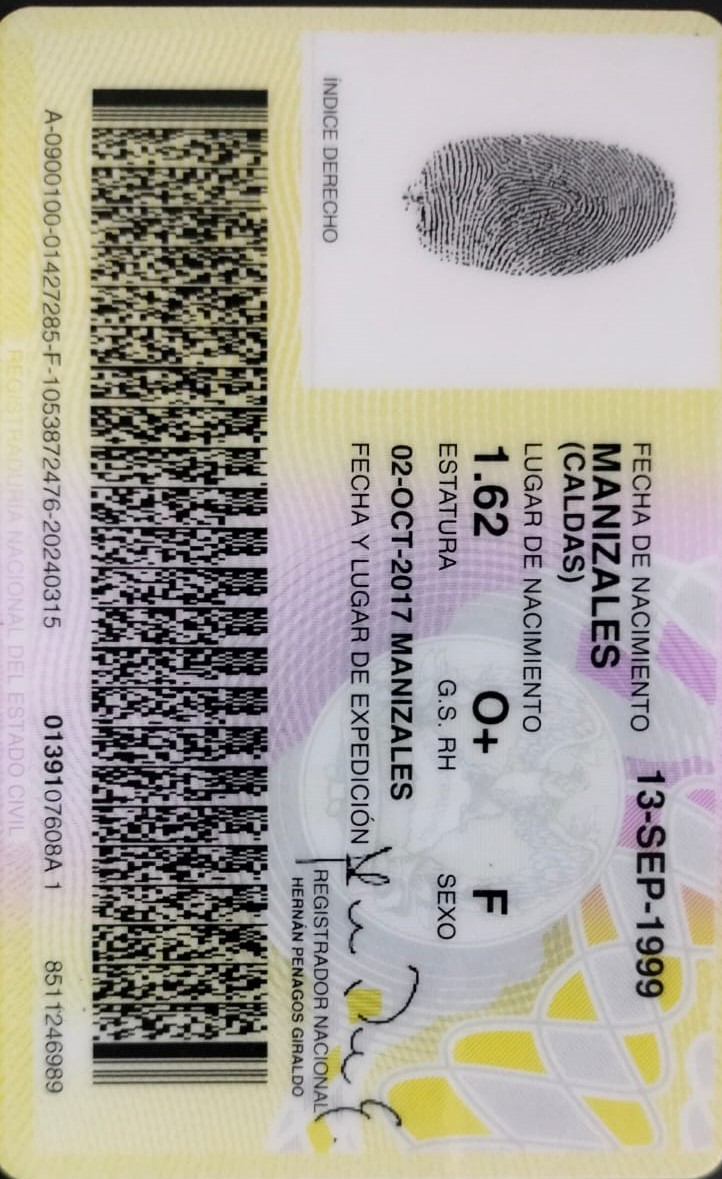 FECHA DE NACIMIENTO 13-SEP-1999
MANIZALES
(CALDAS)
LUGAR DE NACIMIENTO
1.62 O+ F
ESTATURA G.S. RH SEXO
02-OCT-2017 MANIZALES
FECHA Y LUGAR DE EXPEDICIÓN
REGISTRADOR NACIONAL
HERNÁN PENAGOS GIRALDO
ÍNDICE DERECHO
A-0900100-01427285-F-1053872476-20240315 0139107608A 1 8511246989
REGISTRADURÍA NACIONAL DEL ESTADO CIVIL